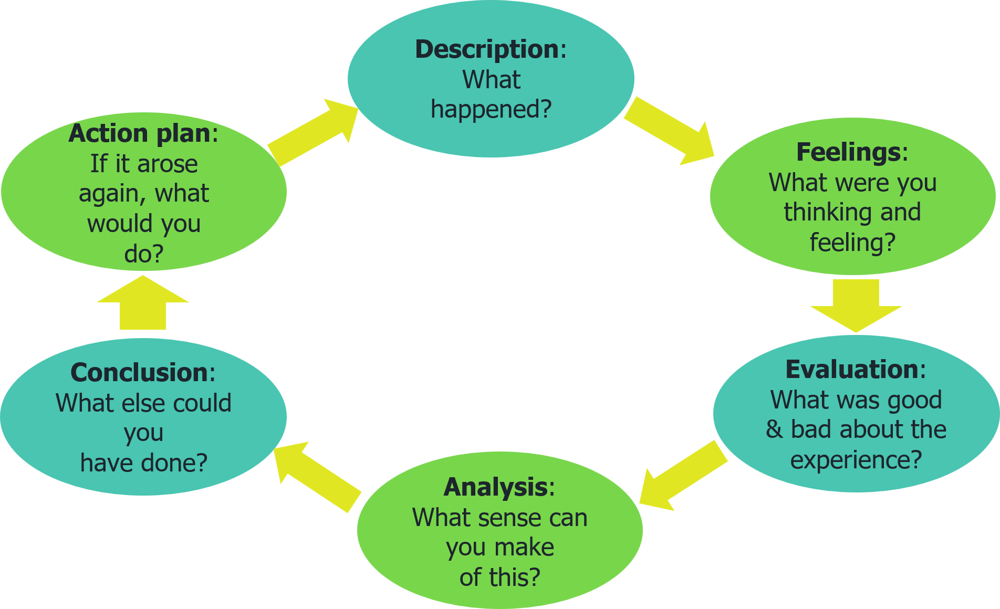 Description:
What
happened?
Feelings:
What were you
thinking and
feeling?
Evaluation:
What was good
& bad about the
experience?
Analysis:
What sense can
you make
of this?
Conclusion:
What else could
you
have done?
Action plan:
If it arose
again, what
would you
do?